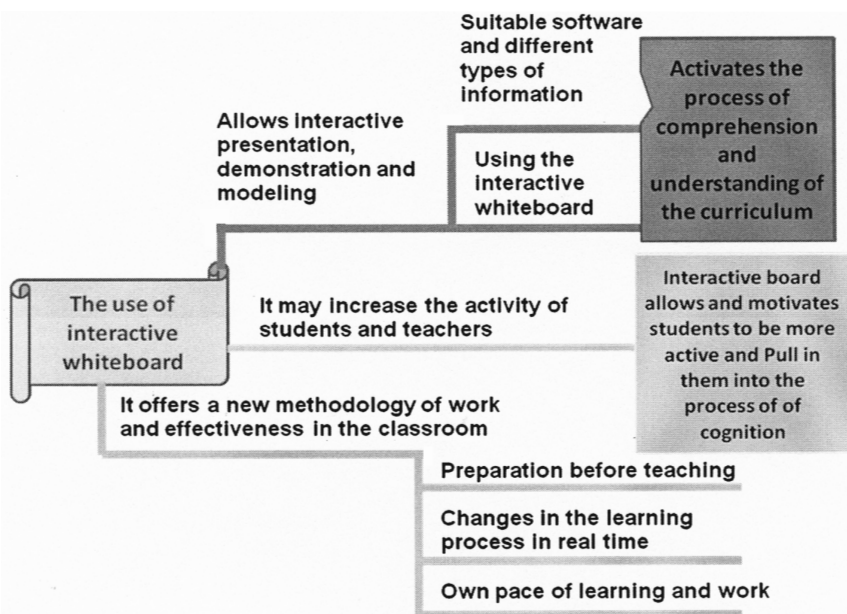 Suitable software
and different
types of
information
Activates the
process of
comprehension
and
understanding of
the curriculum
Allows interactive
presentation,
demonstration and
modeling
Using the
interactive
whiteboard
The use of
interactive
whiteboard
It may increase the activity of
students and teachers
Interactive board
allows and motivates
students to be more
active and Pull in
them into the
process of of
cognition
It offers a new methodology of work
and effectiveness in the classroom
Preparation before teaching
Changes in the learning
process in real time
Own pace of learning and work